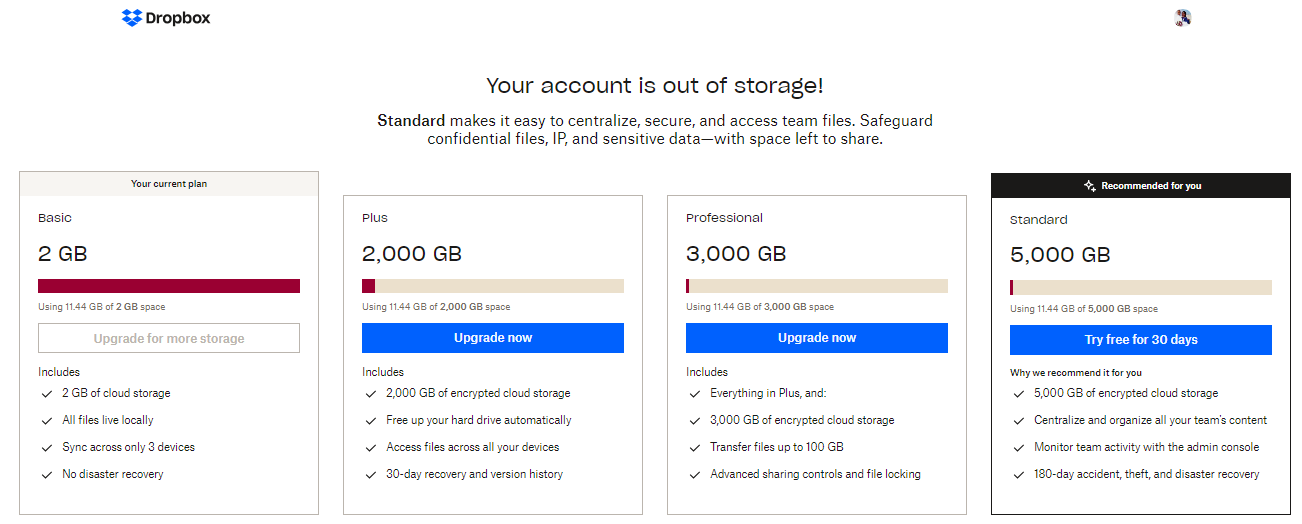 Dropbox
Your account is out of storage!
Standard makes it easy to centralize, secure, and access team files. Safeguard
confidential files, IP, and sensitive data—with space left to share.
Your current plan
Basic
2 GB
Using 11.44 GB of 2 GB space
Upgrade for more storage
Includes
2 GB of cloud storage
All files live locally
Sync across only 3 devices
No disaster recovery
Plus
2,000 GB
Using 11.44 GB of 2,000 GB space
Upgrade now
Includes
2,000 GB of encrypted cloud storage
Free up your hard drive automatically
Access files across all your devices
30-day recovery and version history
Professional
3,000 GB
Using 11.44 GB of 3,000 GB space
Upgrade now
Includes
Everything in Plus, and:
3,000 GB of encrypted cloud storage
Transfer files up to 100 GB
Advanced sharing controls and file locking
Recommended for you
Standard
5,000 GB
Using 11.44 GB of 5,000 GB space
Try free for 30 days
Why we recommend it for you
5,000 GB of encrypted cloud storage
Centralize and organize all your team's content
Monitor team activity with the admin console
180-day accident, theft, and disaster recovery